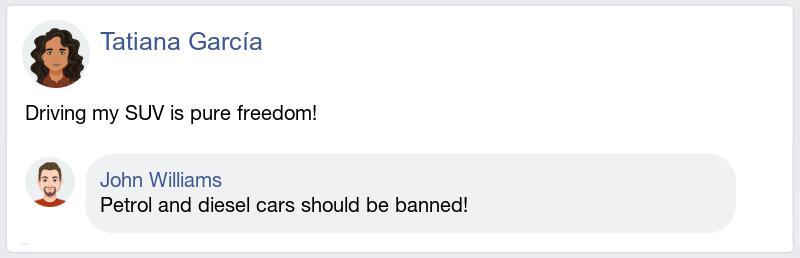 Tatiana García
Driving my SUV is pure freedom!
John Williams
Petrol and diesel cars should be banned!